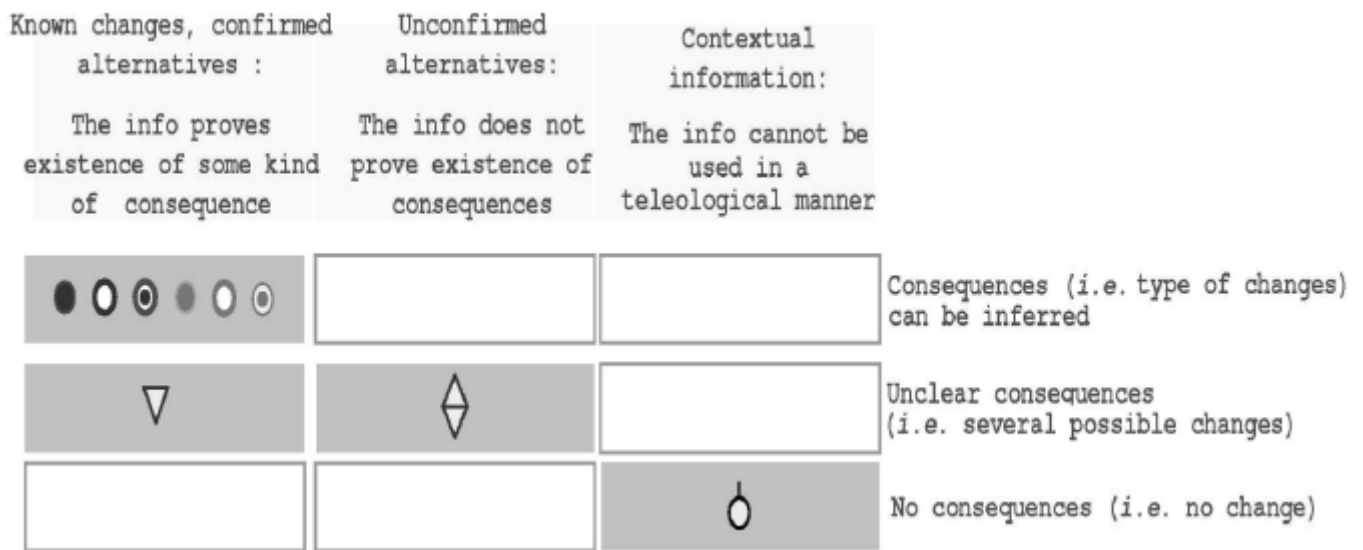 Known changes, confirmed
alternatives :
The info proves
existence of some kind
of consequence
Unconfirmed
alternatives:
The info does not
prove existence of
consequences
Contextual
information:
The info cannot be
used in a
teleological manner
Consequences (i.e. type of changes)
can be inferred
Unclear consequences
(i.e. several possible changes)
No consequences (i.e. no change)